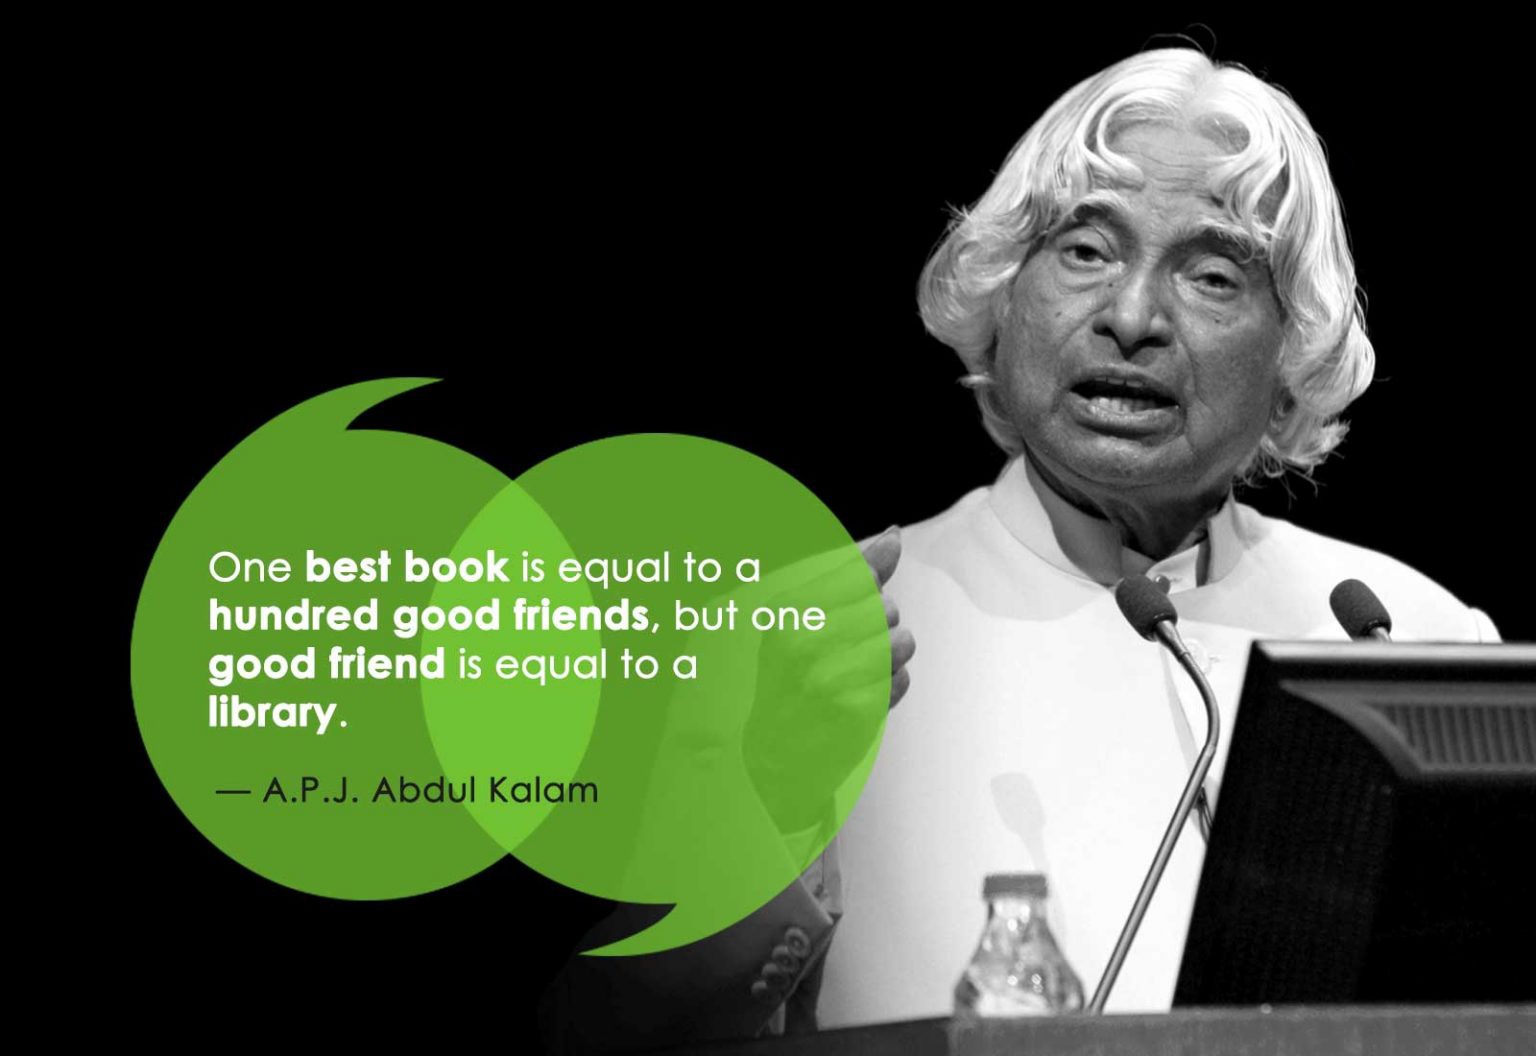 One best book is equal to a
hundred good friends, but one
good friend is equal to a
library.
— A.P.J. Abdul Kalam